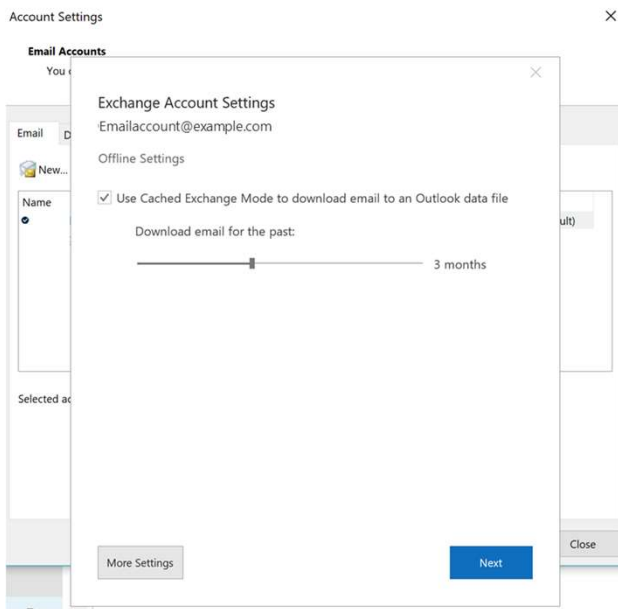 Account Settings
Email Accounts
You
Exchange Account Settings
Emailaccount@example.com
Offline Settings
Email
New...
Name
Use Cached Exchange Mode to download email to an Outlook data file
ult)
Download email for the past:
3 months
Selected
More Settings
Next
Close